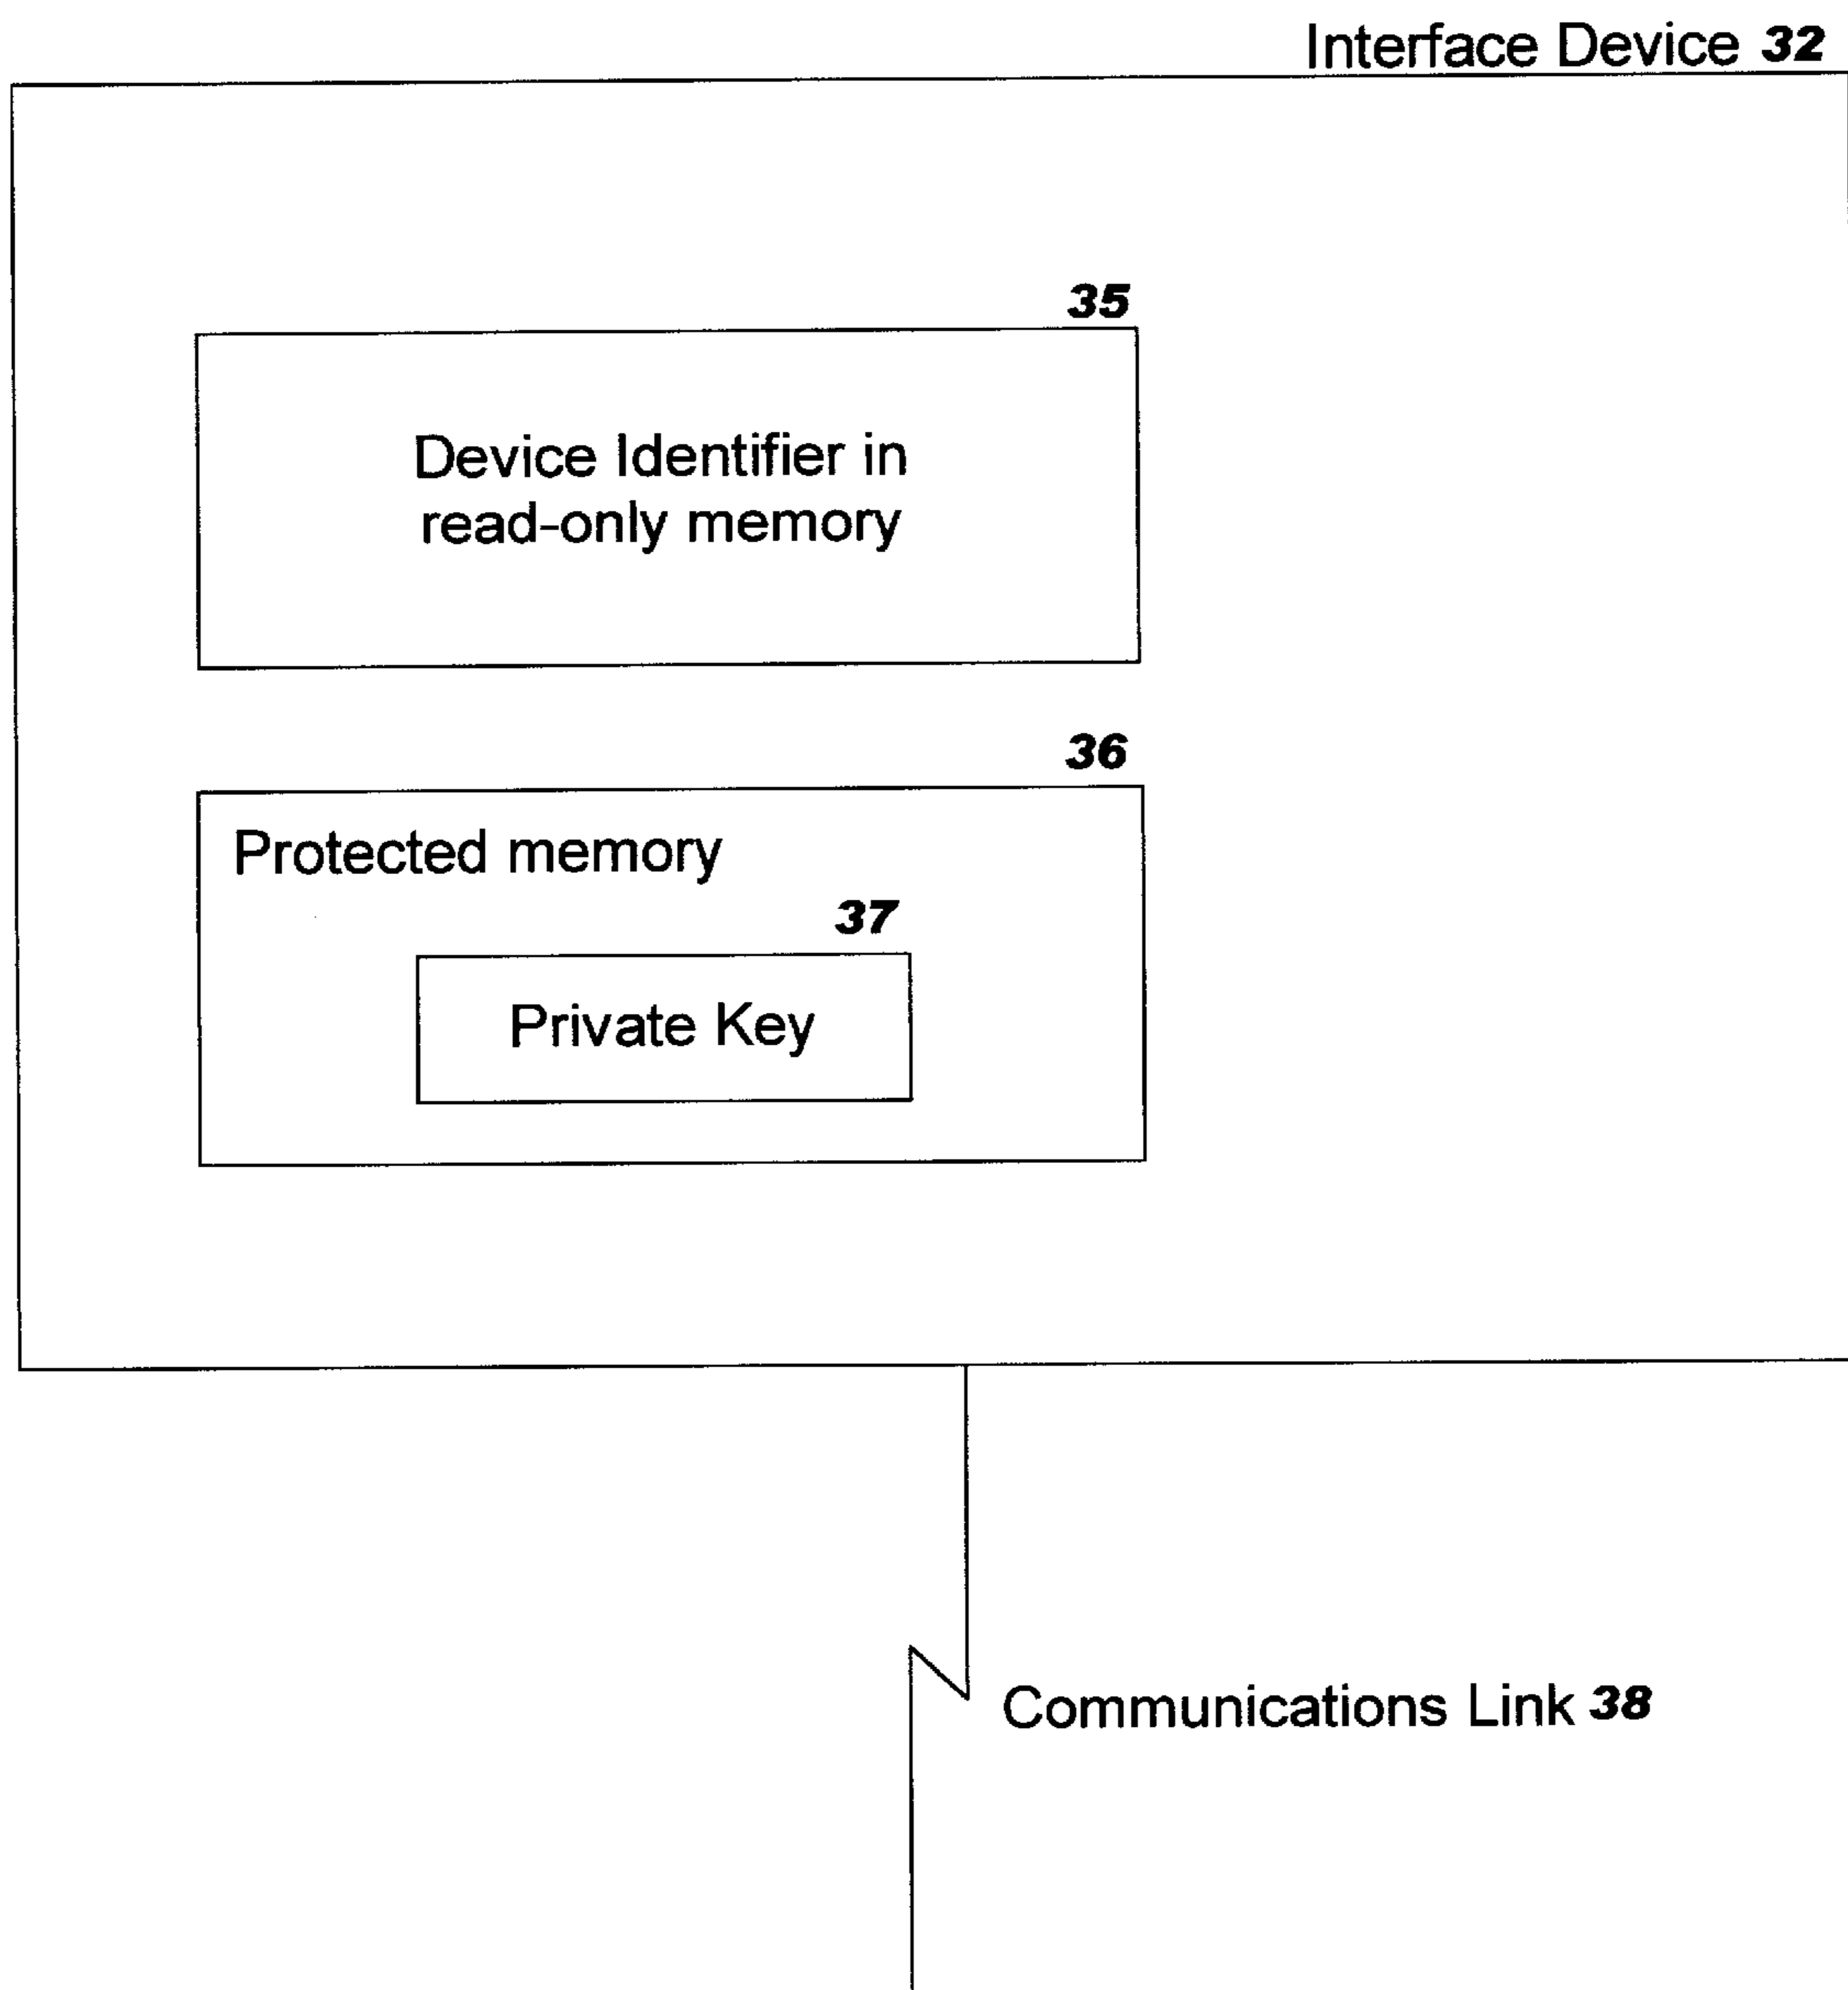 Interface Device 32
35
Device Identifier in
read-only memory
36
Protected memory
37
Private Key
Communications Link 38